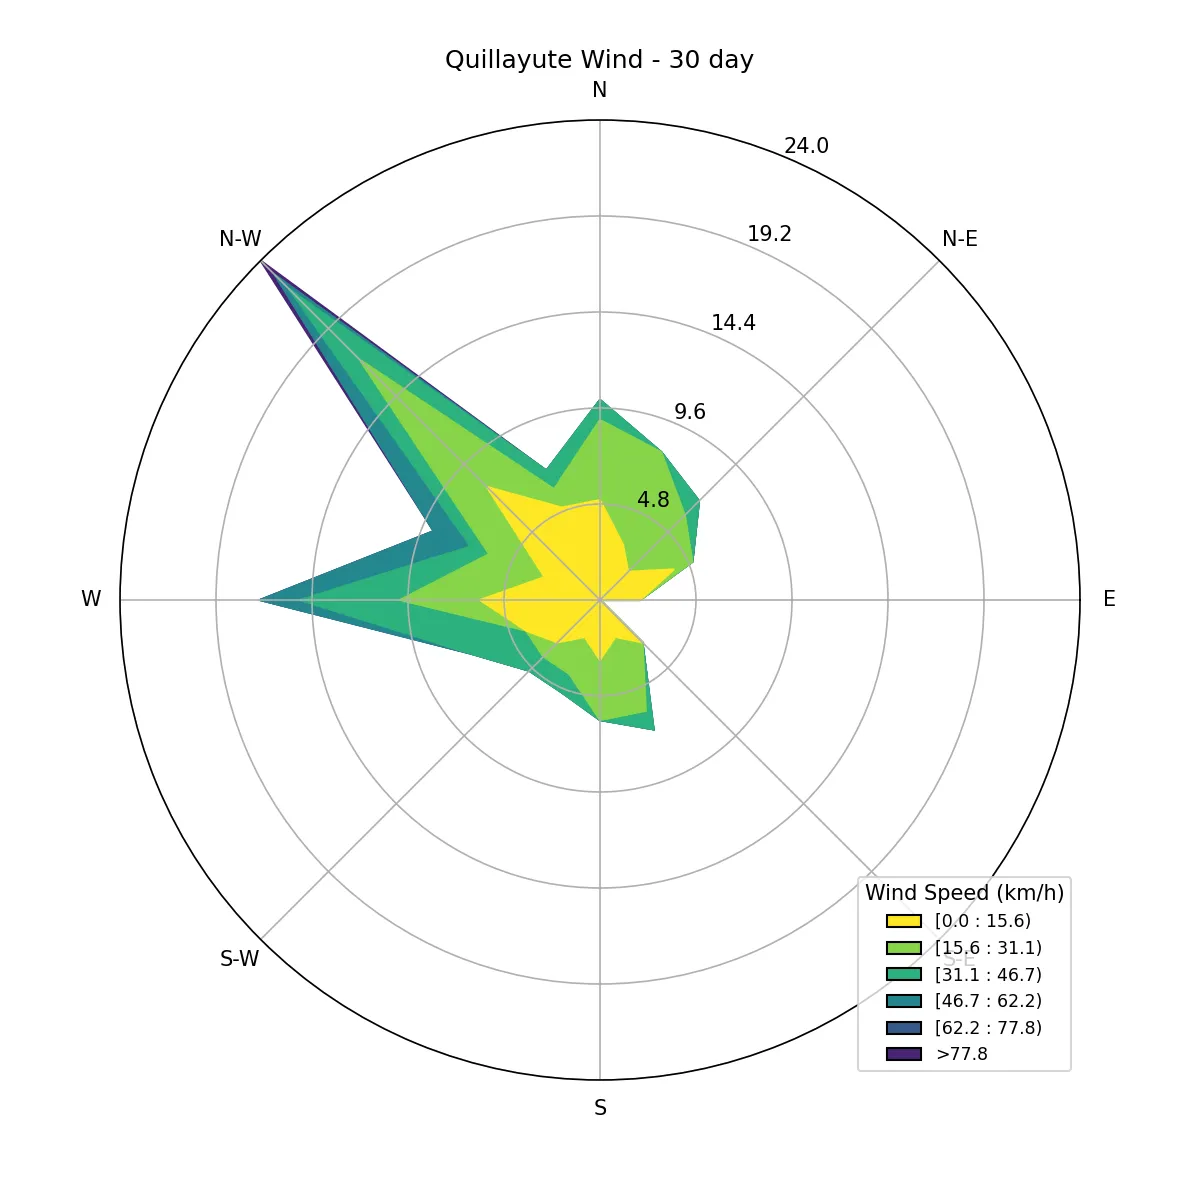 Quillayute Wind - 30 day
N
24.0
N-W
19.2
N-E
14.4
9.6
4.8
W
E
S-W
S-E
S
Wind Speed (km/h)
[0.0 : 15.6)
[15.6 : 31.1)
[31.1 : 46.7)
[46.7 : 62.2)
[62.2 : 77.8)
>77.8